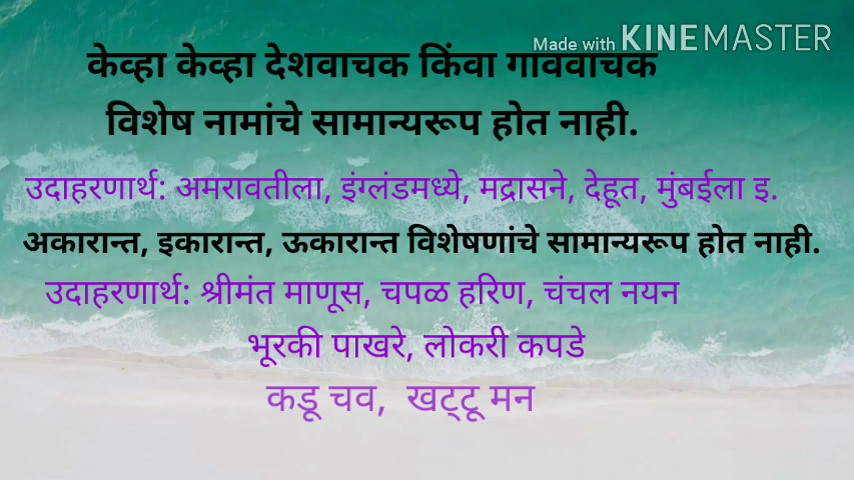 Made with KINEMASTER
केव्हा केव्हा देशवाचक किंवा गाववाचक
विशेष नामांचे सामान्यरूप होत नाही.
उदाहरणार्थ: अमरावतीला, इंग्लंडमध्ये, मद्रासने, देहूत, मुंबईला इ.
अकारान्त, इकारान्त, ऊकारान्त विशेषणांचे सामान्यरूप होत नाही.
उदाहरणार्थ: श्रीमंत माणूस, चपळ हरिण, चंचल नयन
भूरकी पाखरे, लोकरी कपडे
कडू चव, खट्टू मन